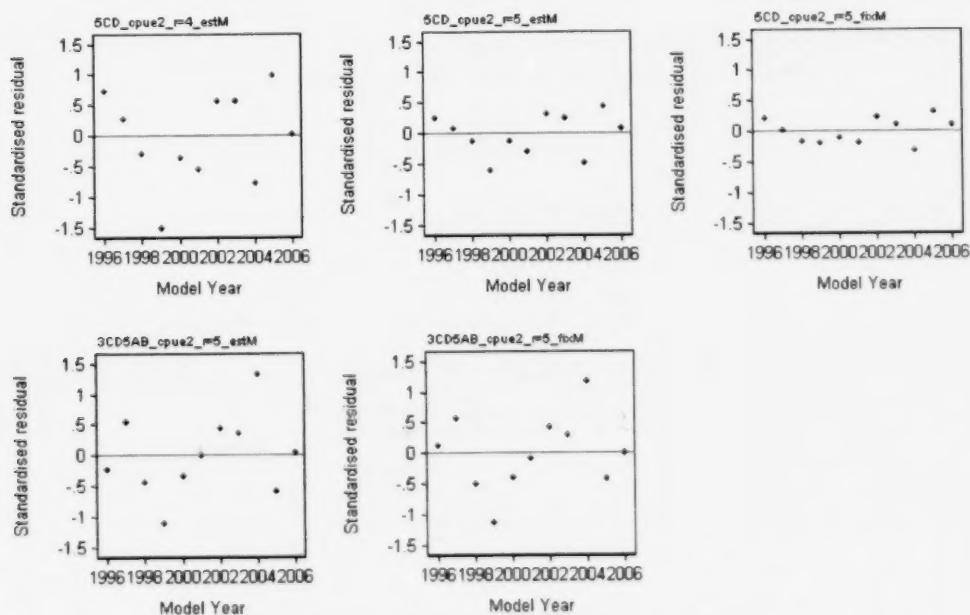 5CD_cpue2_r=4_estM
Standardised residual
1.5
1
.5
0
-.5
-1
-1.5
1996 1998 2000 2002 2004 2006
Model Year
5CD_cpue2_r=5_estM
Standardised residual
1.5
1
.5
0
-.5
-1
-1.5
1996 1998 2000 2002 2004 2006
Model Year
5CD_cpue2_r=5_fixM
Standardised residual
1.5
1
.5
0
-.5
-1
-1.5
1996 1998 2000 2002 2004 2006
Model Year
3CD5AB_cpue2_r=5_estM
Standardised residual
1.5
1
.5
0
-.5
-1
-1.5
1996 1998 2000 2002 2004 2006
Model Year
3CD5AB_cpue2_r=5_fixM
Standardised residual
1.5
1
.5
0
-.5
-1
-1.5
1996 1998 2000 2002 2004 2006
Model Year